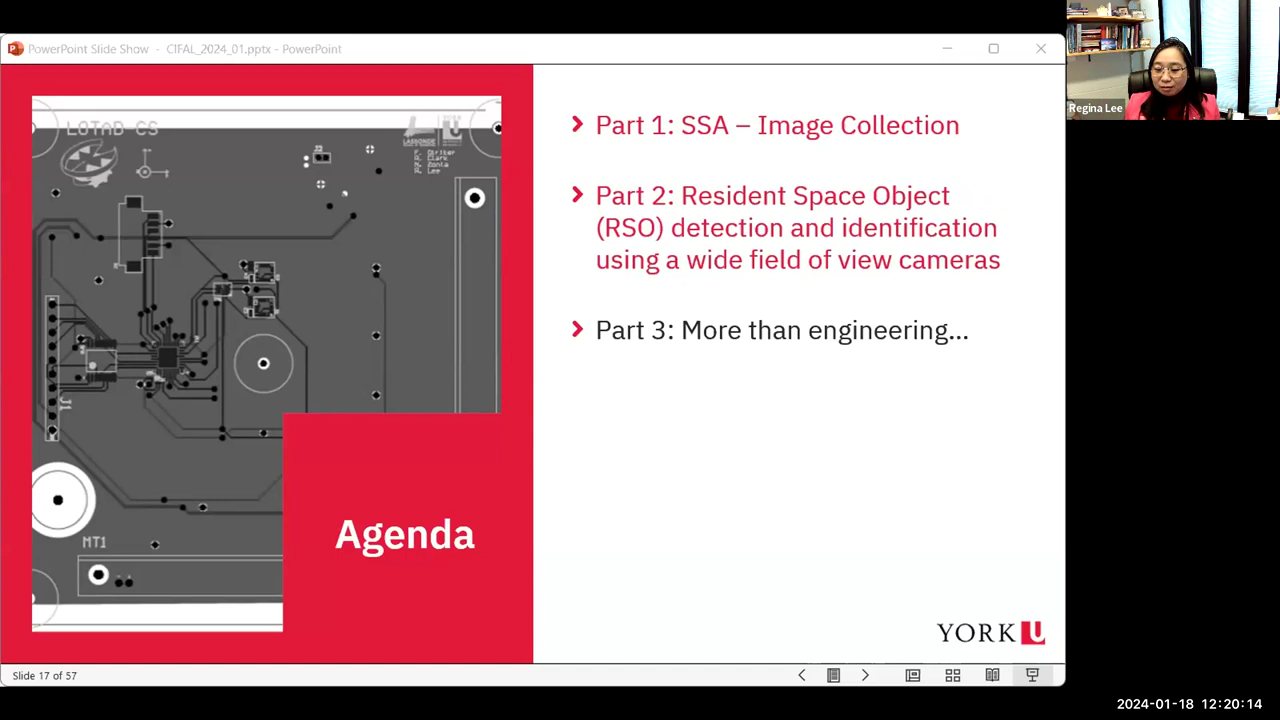 PowerPoint Slide Show - CIFAL_2024_01.pptx - PowerPoint
Regina Lee
LOTAD CS
Part 1: SSA – Image Collection
Part 2: Resident Space Object
(RSO) detection and identification
using a wide field of view cameras
Part 3: More than engineering...
J1
MT1
Agenda
YORK U
Slide 17 of 57
2024-01-18 12:20:14